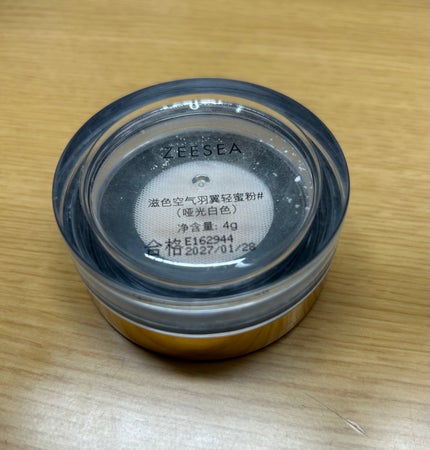 ZEESEA
滋色空气羽翼轻蜜粉#
（哑光白色）
净含量: 4g
合格 E162944
2027/01/28